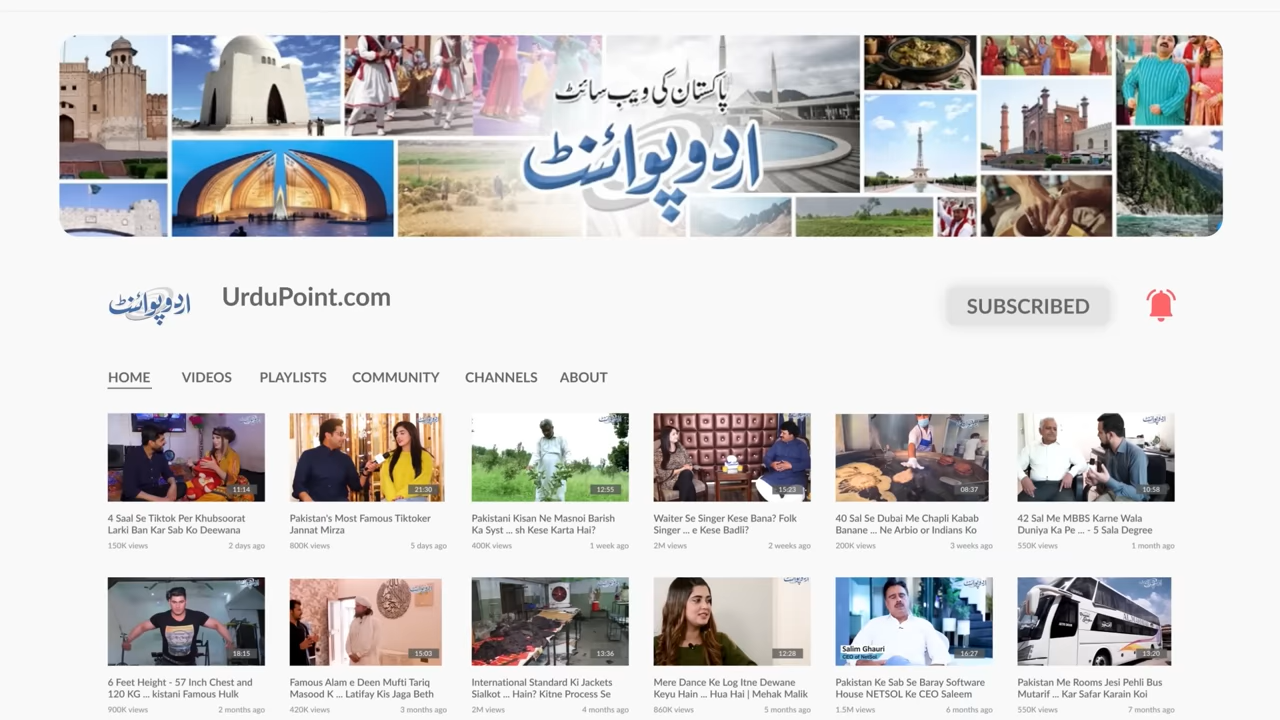 پاکستان کی ویب سائٹ
اردو پوائنٹ
اردو پوائنٹ
UrduPoint.com
SUBSCRIBED
HOME VIDEOS PLAYLISTS COMMUNITY CHANNELS ABOUT
11:14 21:30 12:55 15:23 08:37 10:58
4 Saal Se Tiktok Per Khubsoorat
Larki Ban Kar Sab Ko Deewana
150K views 2 days ago
Pakistan's Most Famous Tiktoker
Jannat Mirza
800K views 5 days ago
Pakistani Kisan Ne Masnoi Barish
Ka Syst ... sh Kese Karta Hai?
400K views 1 week ago
Waiter Se Singer Kese Bana? Folk
Singer ... e Kese Badli?
2M views 2 weeks ago
40 Sal Se Dubai Me Chapli Kabab
Banane ... Ne Arbio or Indians Ko
200K views 3 weeks ago
42 Sal Me MBBS Karne Wala
Duniya Ka Pe ... - 5 Sala Degree
550K views 1 month ago
18:15 15:03 13:36 12:28 16:27 13:20
Salim Ghauri
CEO of NetSol
6 Feet Height - 57 Inch Chest and
120 KG ... kistani Famous Hulk
900K views 2 months ago
Famous Alam e Deen Mufti Tariq
Masood K ... Latifay Kis Jaga Beth
420K views 3 months ago
International Standard Ki Jackets
Sialkot ... Hain? Kitne Process Se
2M views 4 months ago
Mere Dance Ke Log Itne Dewane
Keyu Hain ... Hua Hai | Mehak Malik
860K views 5 months ago
Pakistan Ke Sab Se Baray Software
House NETSOL Ke CEO Saleem
1.5M views 6 months ago
Pakistan Me Rooms Jesi Pehli Bus
Mutarif ... Kar Safar Karain Koi
550K views 7 months ago